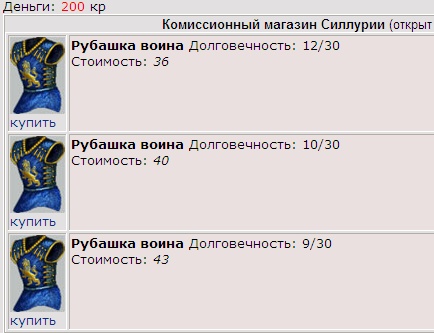 Деньги: 200 кр
Комиссионный магазин Силлурии (открыт
Рубашка воина Долговечность: 12/30
Стоимость: 36
купить
Рубашка воина Долговечность: 10/30
Стоимость: 40
купить
Рубашка воина Долговечность: 9/30
Стоимость: 43
купить